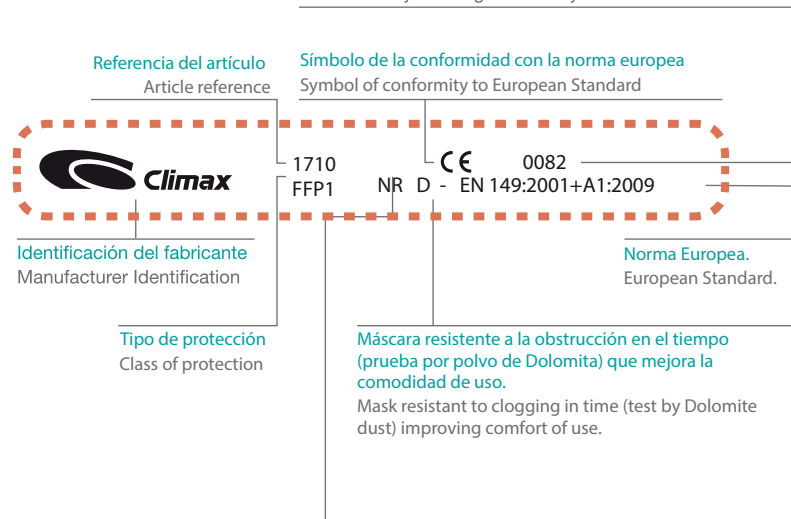 Referencia del artículo
Article reference
Símbolo de la conformidad con la norma europea
Symbol of conformity to European Standard
Climax
1710
CE
0082
FFP1
NR D - EN 149:2001+A1:2009
Identificación del fabricante
Manufacturer Identification
Norma Europea.
European Standard.
Tipo de protección
Class of protection
Máscara resistente a la obstrucción en el tiempo
(prueba por polvo de Dolomita) que mejora la
comodidad de uso.
Mask resistant to clogging in time (test by Dolomite
dust) improving comfort of use.